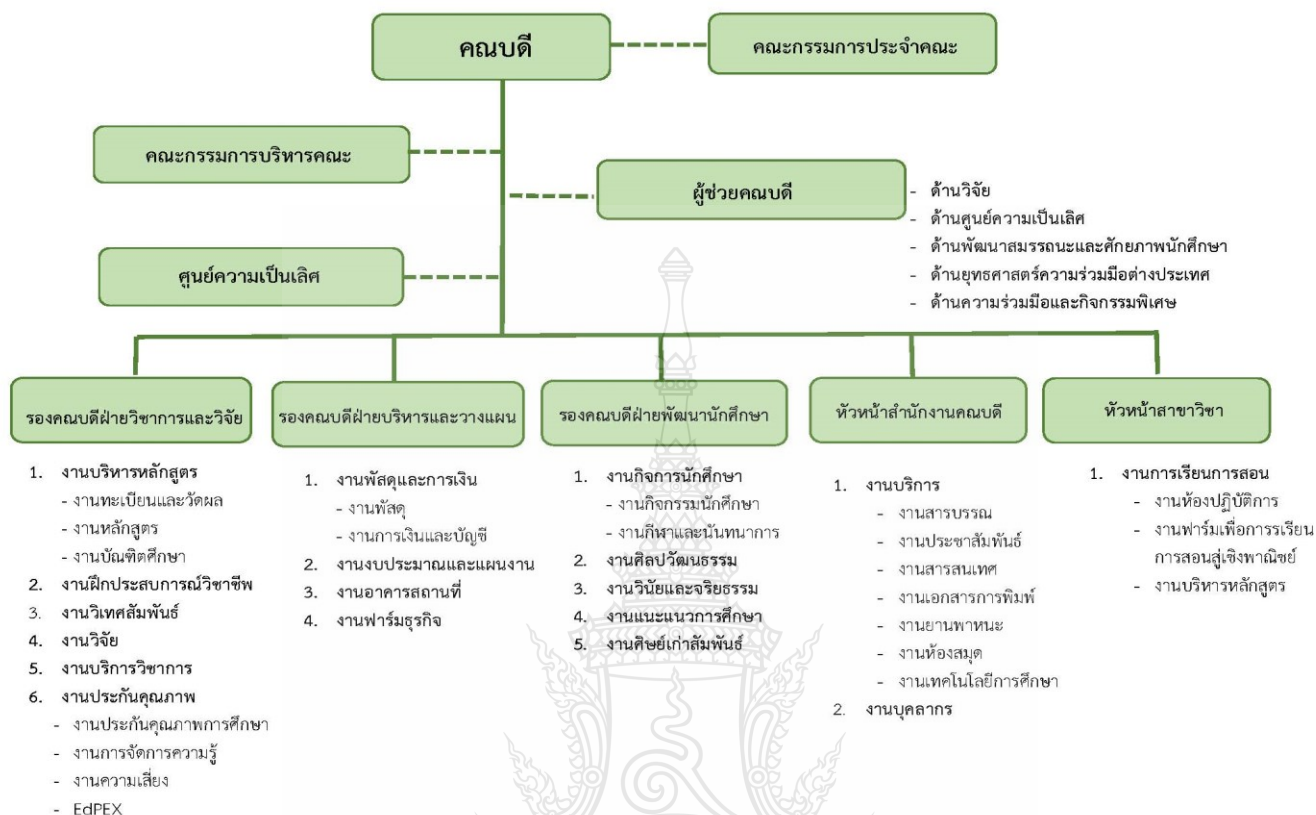 คณบดี
คณะกรรมการประจำคณะ
คณะกรรมการบริหารคณะ
ผู้ช่วยคณบดี
- ด้านวิจัย
- ด้านศูนย์ความเป็นเลิศ
- ด้านพัฒนาสมรรถนะและศักยภาพนักศึกษา
- ด้านยุทธศาสตร์ความร่วมมือต่างประเทศ
- ด้านความร่วมมือและกิจกรรมพิเศษ
ศูนย์ความเป็นเลิศ
รองคณบดีฝ่ายวิชาการและวิจัย
1. งานบริหารหลักสูตร
- งานทะเบียนและวัดผล
- งานหลักสูตร
- งานบัณฑิตศึกษา
2. งานฝึกประสบการณ์วิชาชีพ
3. งานวิเทศสัมพันธ์
4. งานวิจัย
5. งานบริการวิชาการ
6. งานประกันคุณภาพ
- งานประกันคุณภาพการศึกษา
- งานการจัดการความรู้
- งานความเสี่ยง
- EdPEX
รองคณบดีฝ่ายบริหารและวางแผน
1. งานพัสดุและการเงิน
- งานพัสดุ
- งานการเงินและบัญชี
2. งานงบประมาณและแผนงาน
3. งานอาคารสถานที่
4. งานฟาร์มธุรกิจ
รองคณบดีฝ่ายพัฒนานักศึกษา
1. งานกิจการนักศึกษา
- งานกิจกรรมนักศึกษา
- งานกีฬาและนันทนาการ
2. งานศิลปวัฒนธรรม
3. งานวินัยและจริยธรรม
4. งานแนะแนวการศึกษา
5. งานศิษย์เก่าสัมพันธ์
หัวหน้าสำนักงานคณบดี
1. งานบริการ
- งานสารบรรณ
- งานประชาสัมพันธ์
- งานสารสนเทศ
- งานเอกสารการพิมพ์
- งานยานพาหนะ
- งานห้องสมุด
- งานเทคโนโลยีการศึกษา
2. งานบุคลากร
หัวหน้าสาขาวิชา
1. งานการเรียนการสอน
- งานห้องปฏิบัติการ
- งานฟาร์มเพื่อการรเรียน
การสอนสู่เชิงพาณิชย์
- งานบริหารหลักสูตร